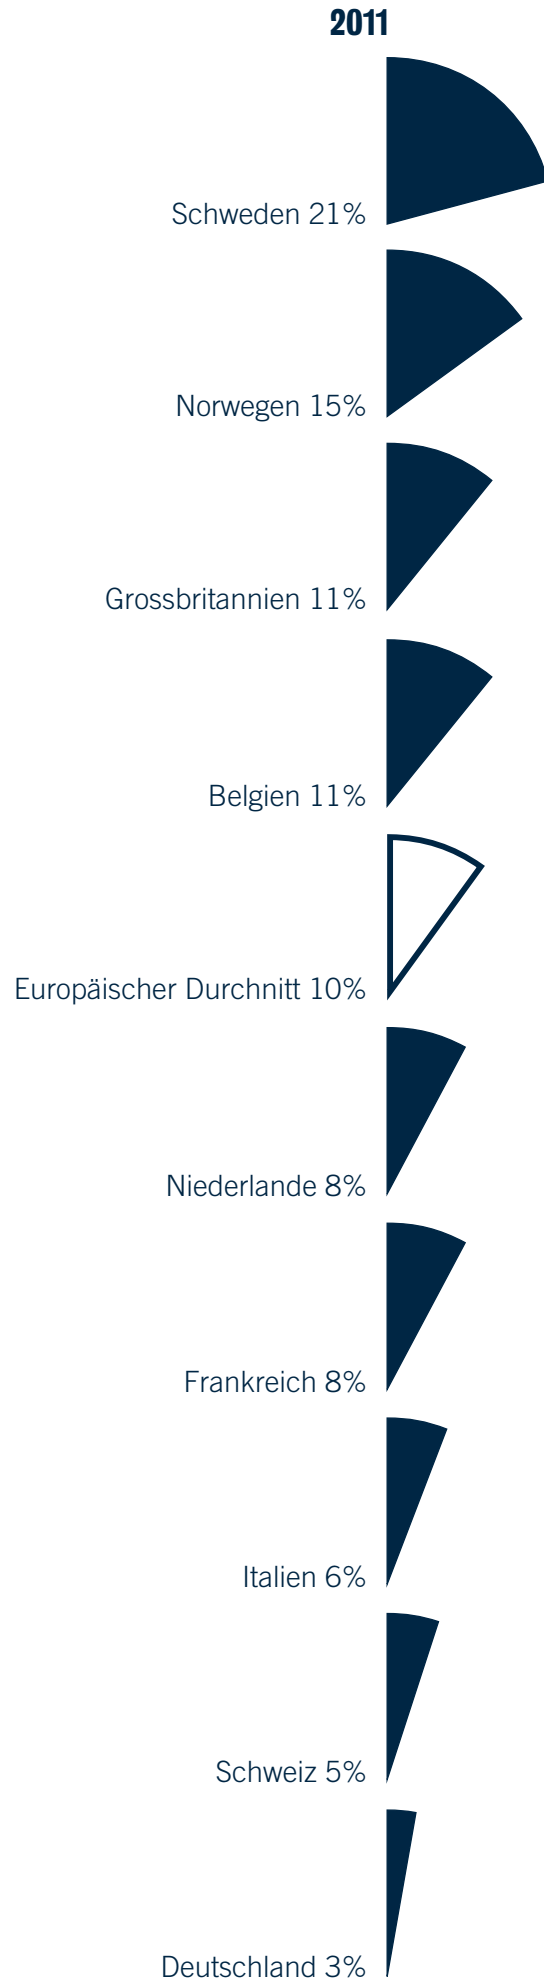 2011
Schweden 21%
Norwegen 15%
Grossbritannien 11%
Belgien 11%
Europäischer Durchnitt 10%
Niederlande 8%
Frankreich 8%
Italien 6%
Schweiz 5%
Deutschland 3%